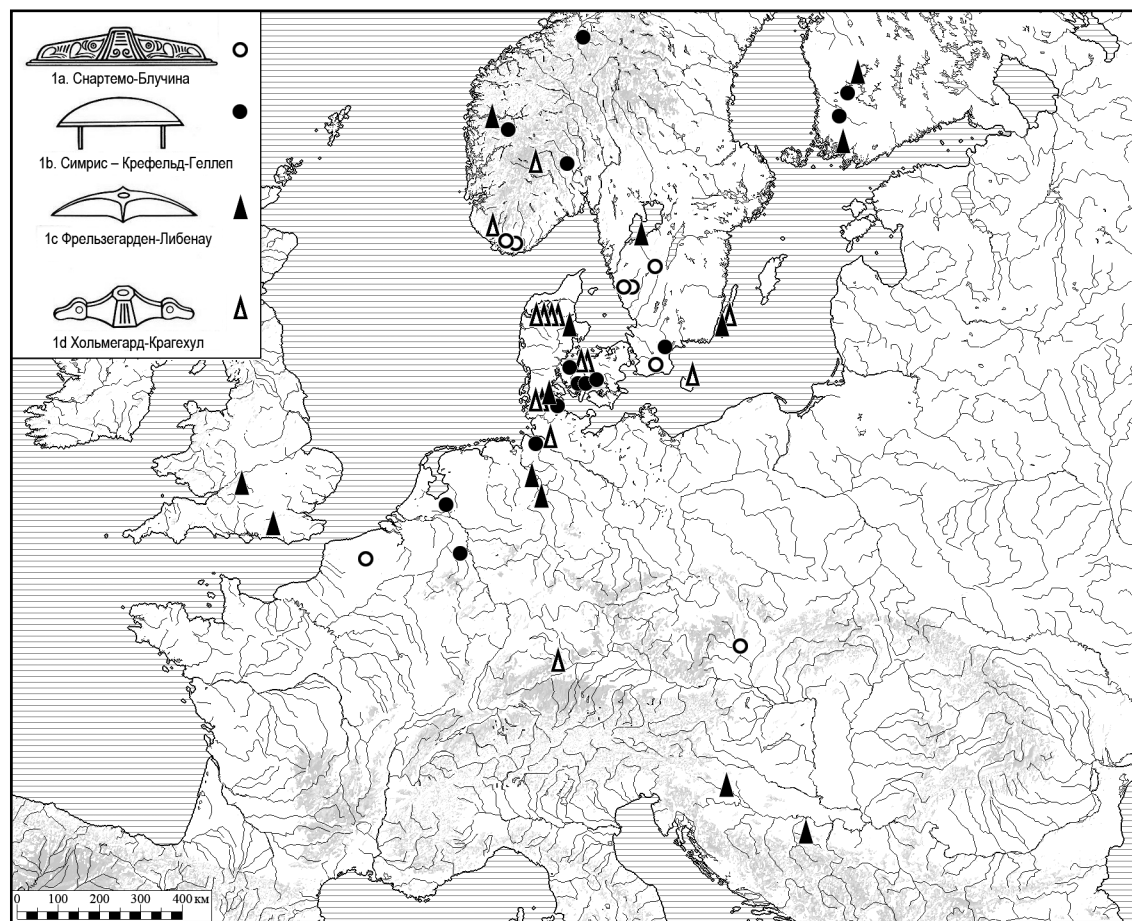 1a. Снартемо-Блучина
1b. Симрис – Крефельд-Геллеп
1c Фрельзегарден-Либенау
1d Хольмегард-Крагехул
0 100 200 300 400 км